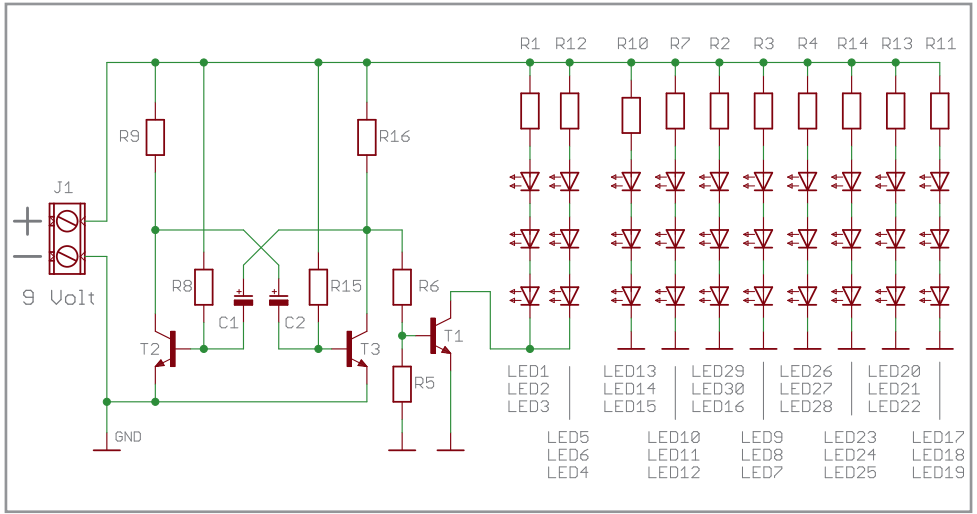 R1 R12 R10 R7 R2 R3 R4 R14 R13 R11
R9
R16
J1
+
−
9 Volt
R8
C1
C2
R15
R6
T2
T3
T1
R5
GND
LED1
LED2
LED3
LED5
LED6
LED4
LED13
LED14
LED15
LED10
LED11
LED12
LED29
LED30
LED16
LED9
LED8
LED7
LED26
LED27
LED28
LED23
LED24
LED25
LED20
LED21
LED22
LED17
LED18
LED19